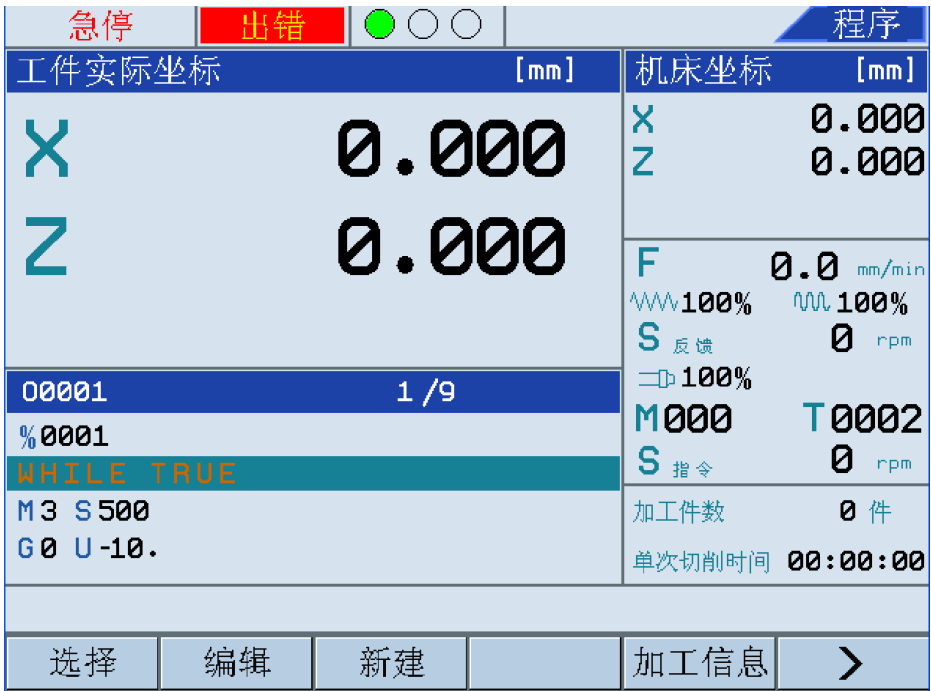 急停 出错 程序
工件实际坐标 [mm]
X 0.000
Z 0.000
机床坐标 [mm]
X 0.000
Z 0.000
F 0.0 mm/min
100% 100%
S 反馈 0 rpm
100%
M000 T0002
S 指令 0 rpm
加工件数 0 件
单次切削时间 00:00:00
O0001 1/9
%0001
WHILE TRUE
M3 S500
G0 U-10.
选择 编辑 新建 加工信息 >